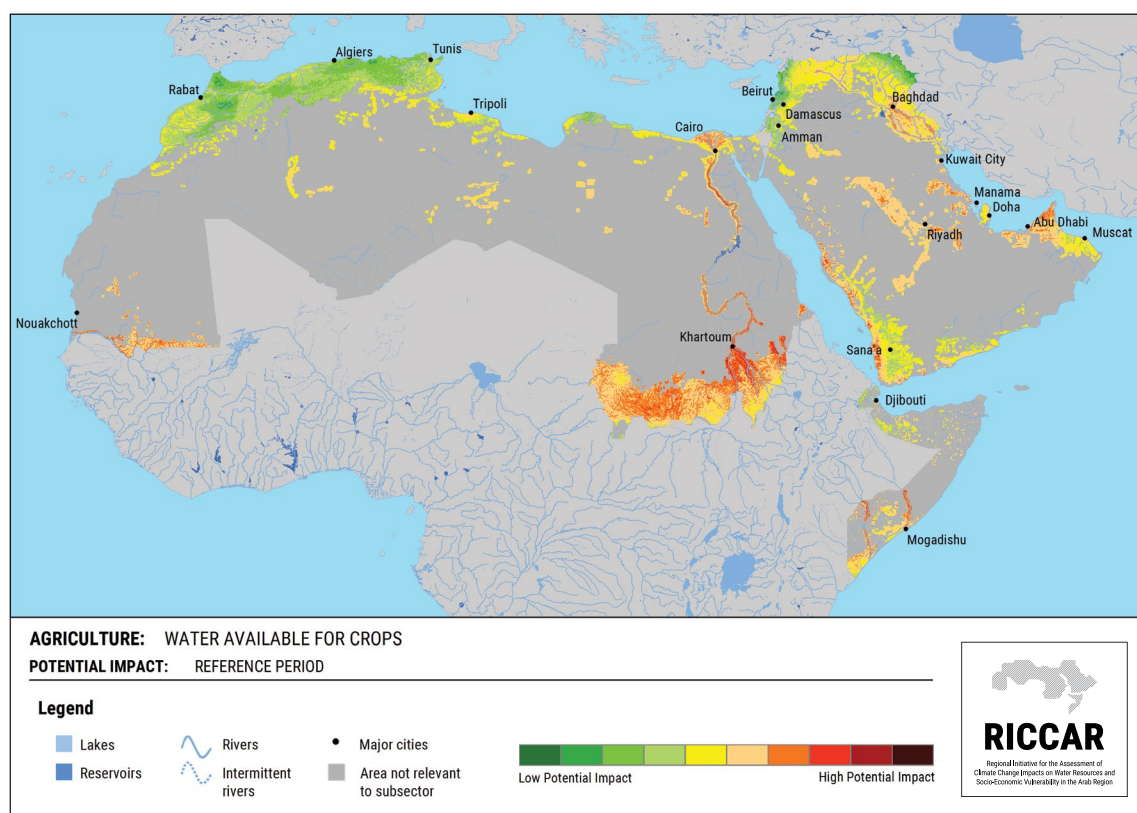 Algiers
Tunis
Rabat
Tripoli
Beirut
Damascus
Amman
Baghdad
Cairo
Kuwait City
Manama
Doha
Abu Dhabi
Muscat
Riyadh
Nouakchott
Khartoum
Sana'a
Djibouti
Mogadishu
AGRICULTURE: WATER AVAILABLE FOR CROPS
POTENTIAL IMPACT: REFERENCE PERIOD
Legend
Lakes
Reservoirs
Rivers
Intermittent
rivers
Major cities
Area not relevant
to subsector
Low Potential Impact
High Potential Impact
RICCAR
Regional Initiative for the Assessment of
Climate Change Impacts on Water Resources and
Socio-Economic Vulnerability in the Arab Region